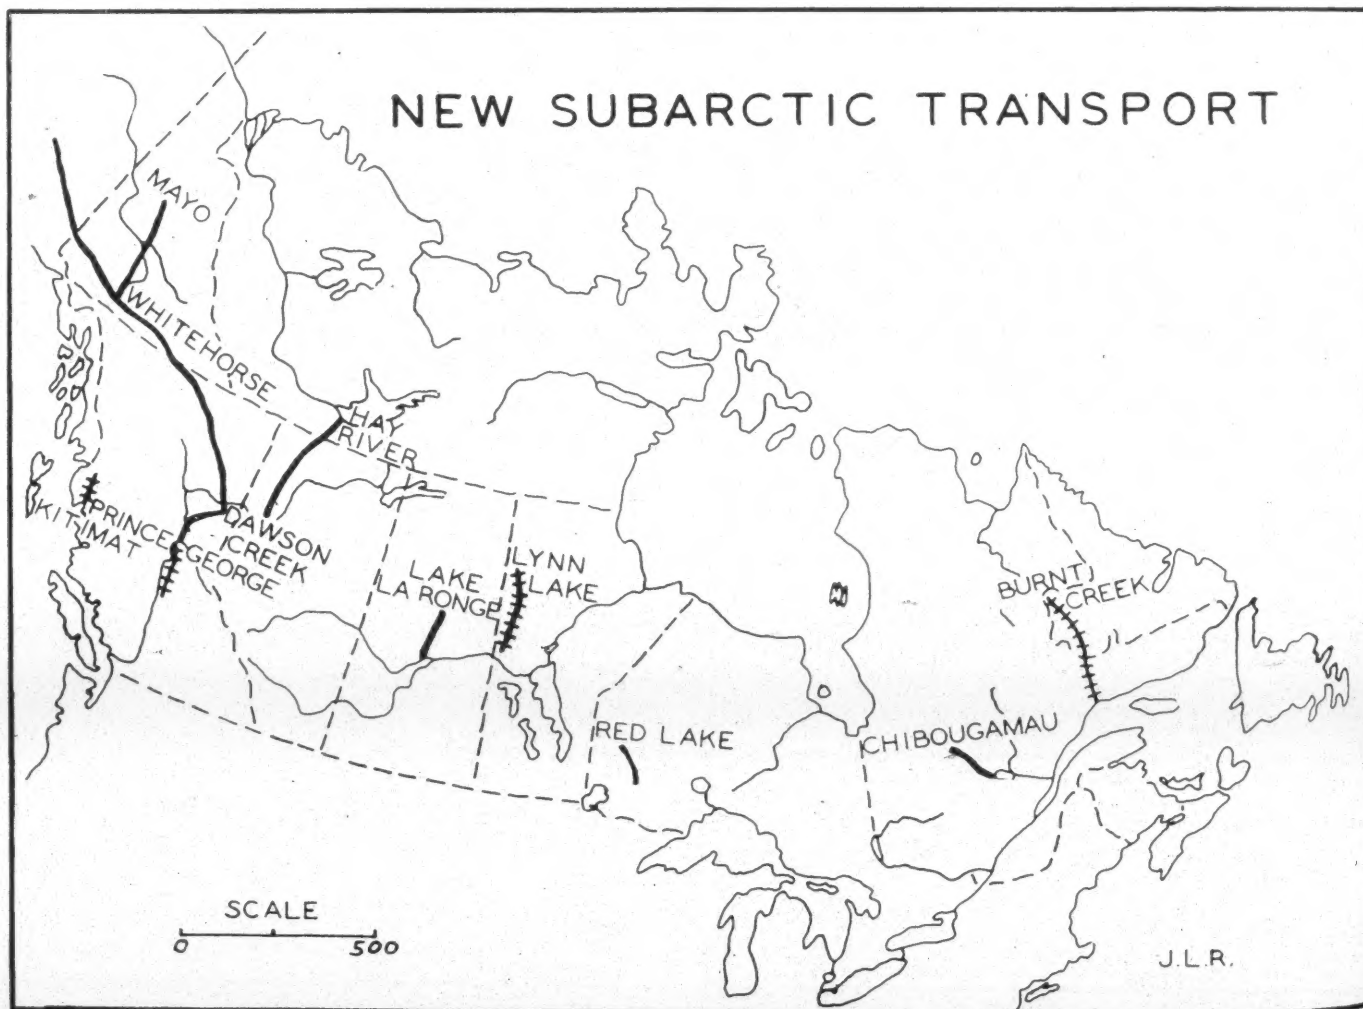 NEW SUBARCTIC TRANSPORT
MAYO
WHITEHORSE
HAY
RIVER
PRINCE
GEORGE
KITIMAT
DAWSON
CREEK
LAKE
LA RONGE
LYNN
LAKE
BURNT
CREEK
RED LAKE
CHIBOUGAMAU
SCALE
0 500
J.L.R.